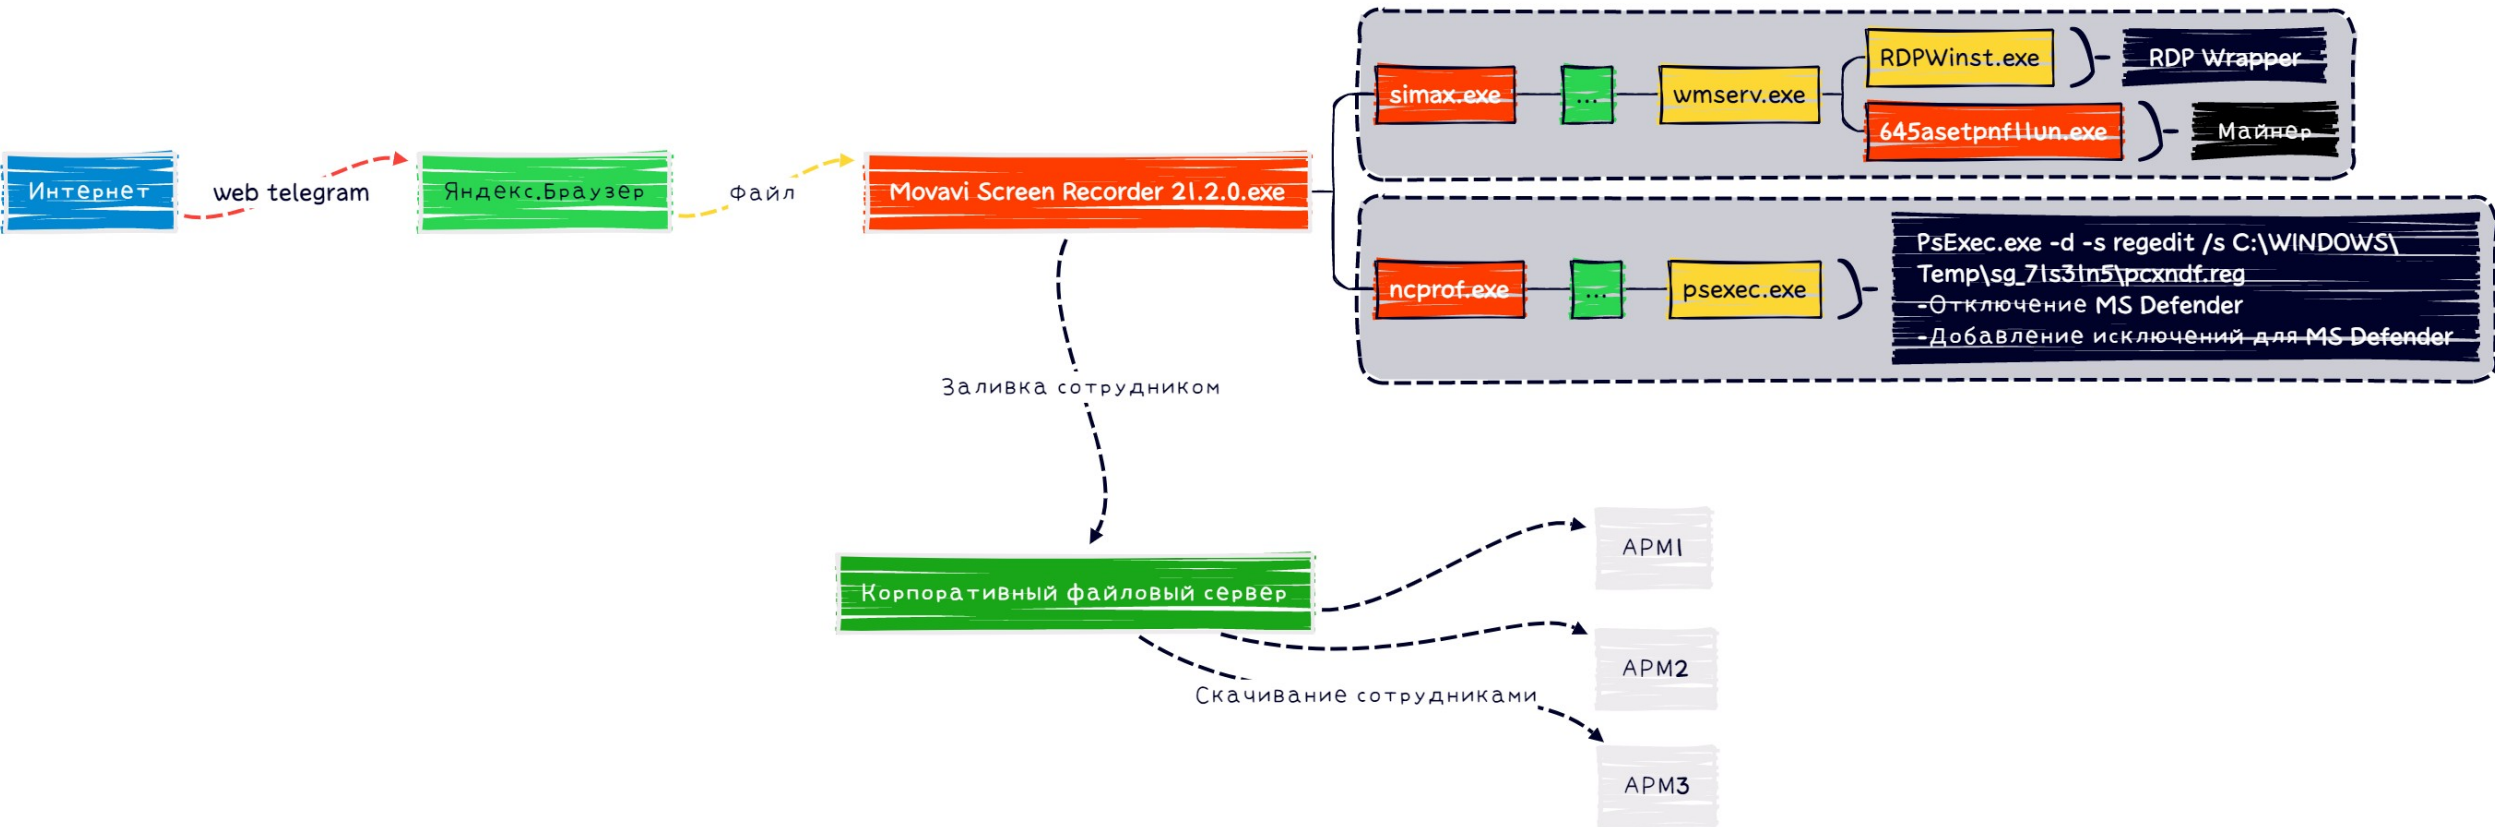 Интернет
web telegram
Яндекс.Браузер
Файл
Movavi Screen Recorder 21.2.0.exe
simax.exe
...
wmserv.exe
RDPWinst.exe
RDP Wrapper
645asetpnf11un.exe
Майнер
ncprof.exe
...
psexec.exe
PsExec.exe -d -s regedit /s C:\WINDOWS\
Temp\sg_71s31n5\pcxndf.reg
-Отключение MS Defender
-Добавление исключений для MS Defender
Заливка сотрудником
Корпоративный файловый сервер
АРМ1
АРМ2
Скачивание сотрудниками
АРМ3